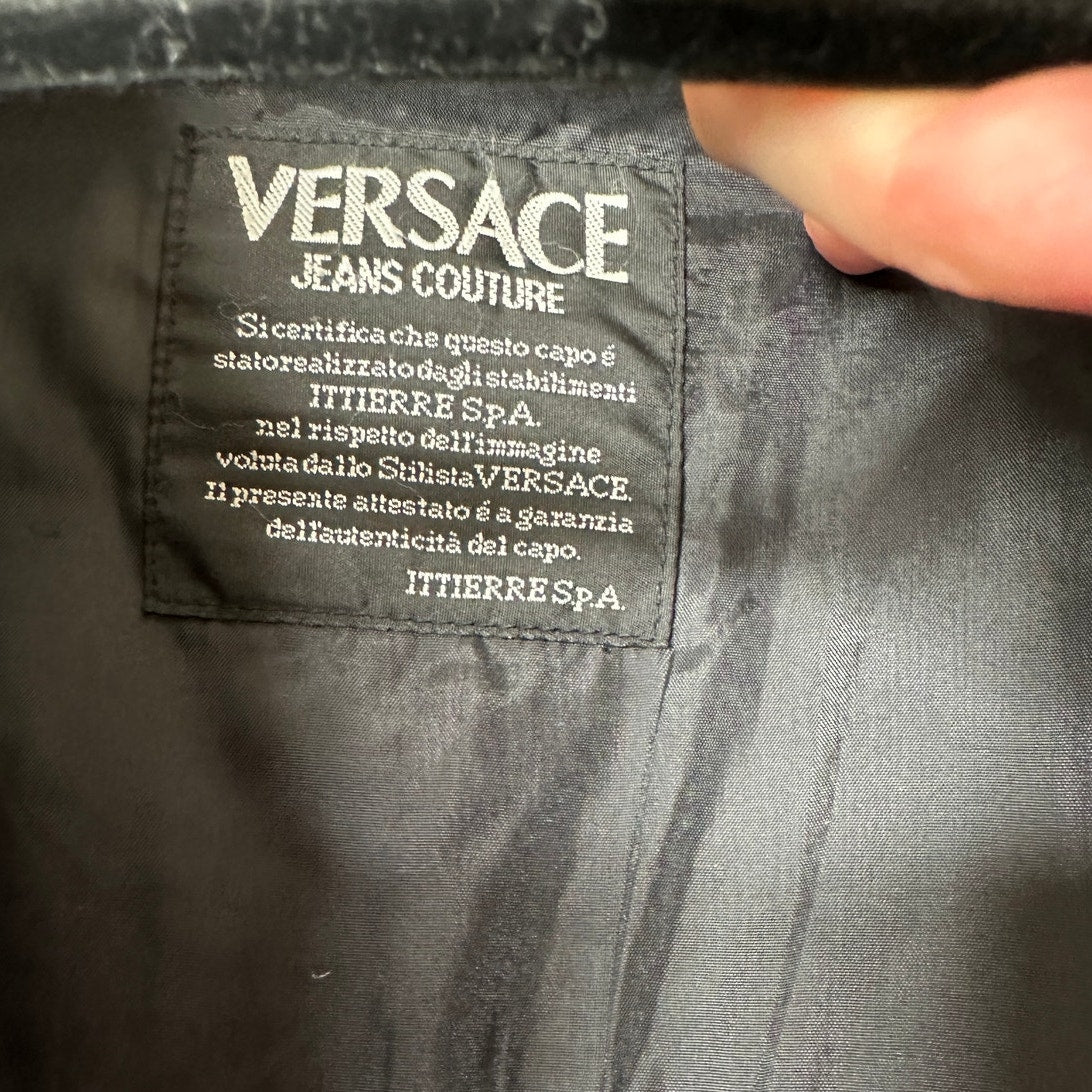 VERSACE
JEANS COUTURE
Si certifica che questo capo é
stato realizzato dagli stabilimenti
ITTIERRE S.p.A.
nel rispetto dell'immagine
voluta dallo Stilista VERSACE.
Il presente attestato é a garanzia
dell'autenticità del capo.
ITTIERRE S.p.A.